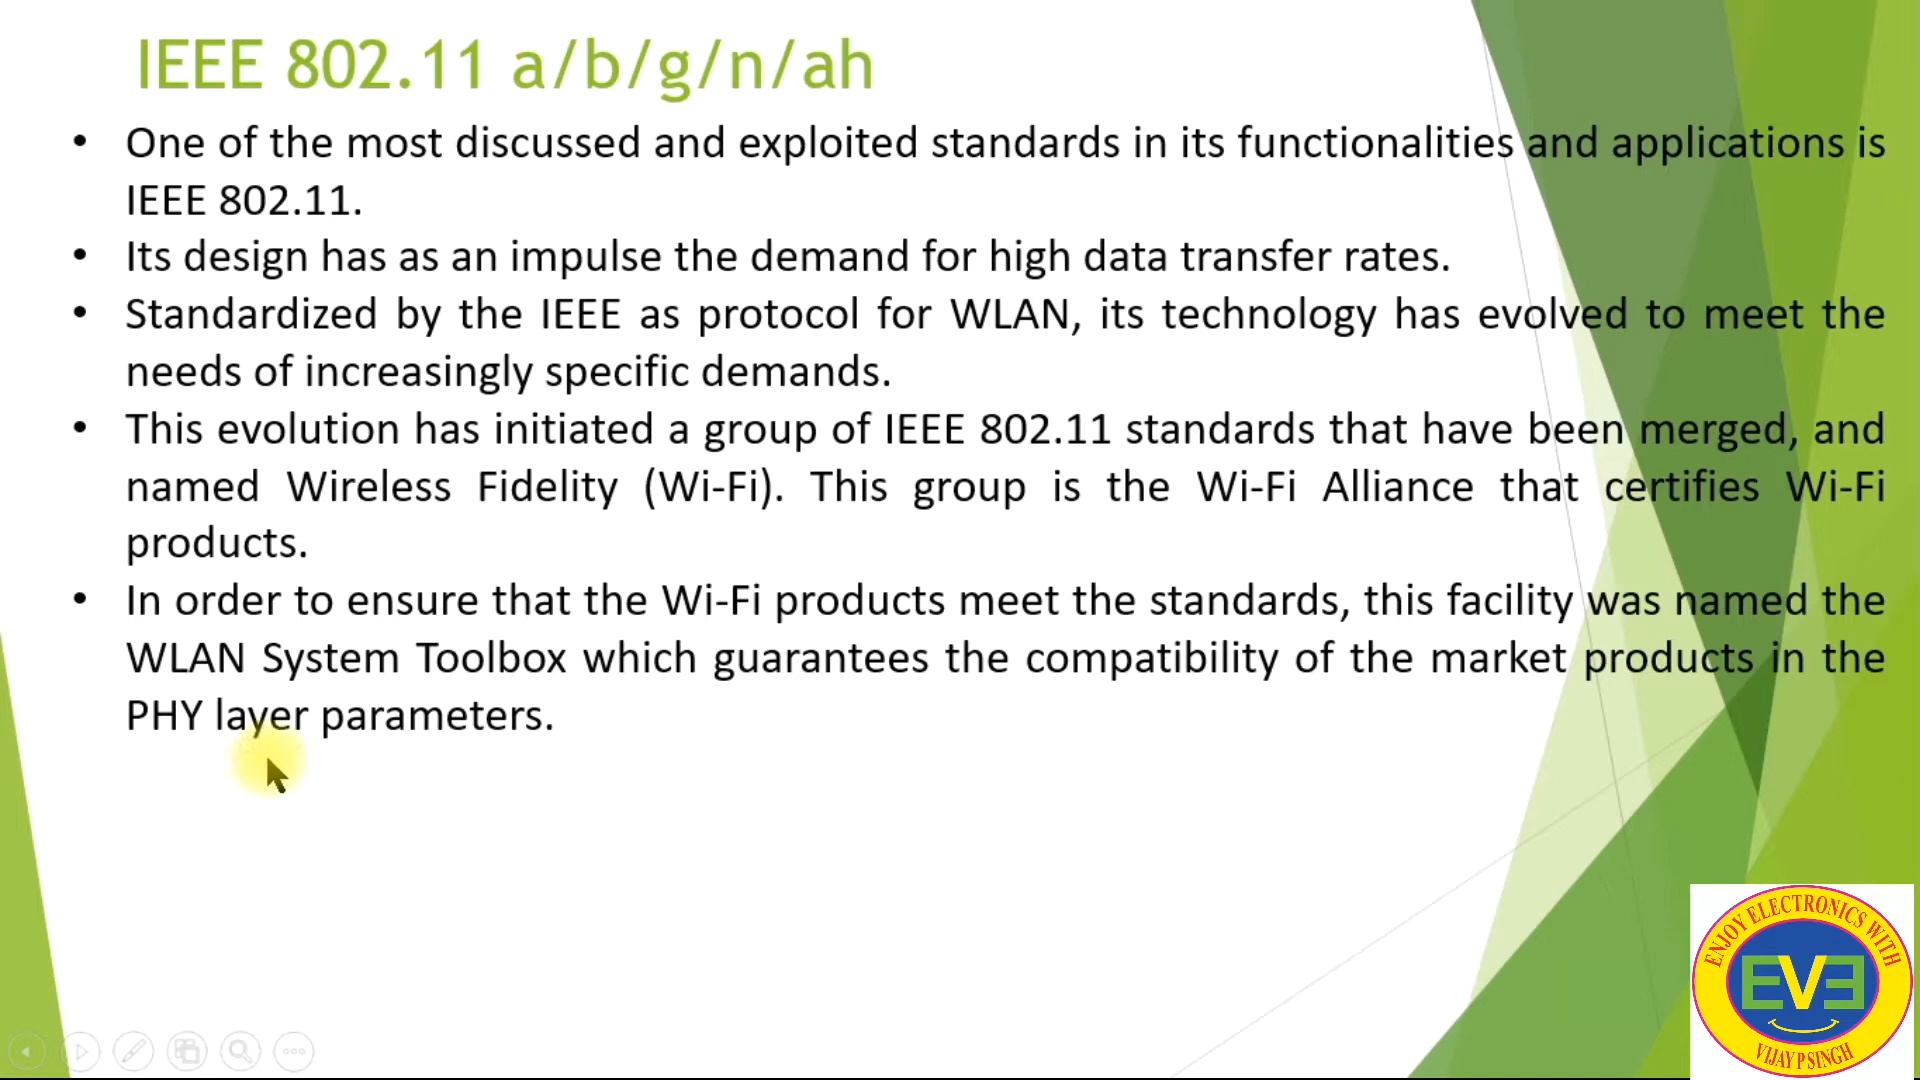 IEEE 802.11 a/b/g/n/ah
• One of the most discussed and exploited standards in its functionalities and applications is
IEEE 802.11.
• Its design has as an impulse the demand for high data transfer rates.
• Standardized by the IEEE as protocol for WLAN, its technology has evolved to meet the
needs of increasingly specific demands.
• This evolution has initiated a group of IEEE 802.11 standards that have been merged, and
named Wireless Fidelity (Wi-Fi). This group is the Wi-Fi Alliance that certifies Wi-Fi
products.
• In order to ensure that the Wi-Fi products meet the standards, this facility was named the
WLAN System Toolbox which guarantees the compatibility of the market products in the
PHY layer parameters.
ENJOY ELECTRONICS WITH
EVE
VIJAY P SINGH